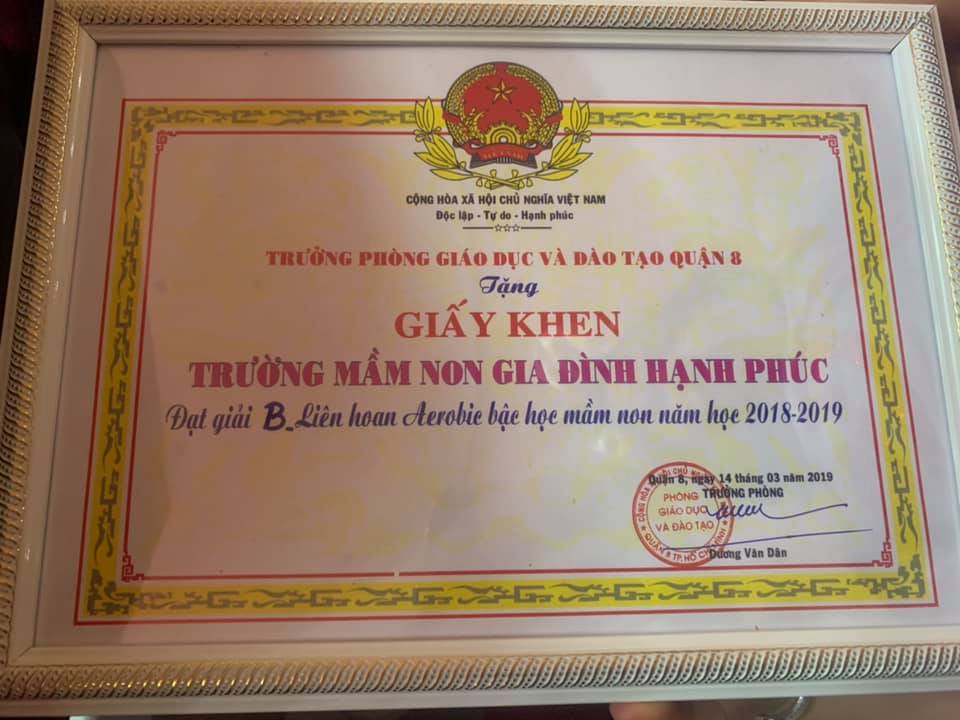 VIỆT NAM
CỘNG HÒA XÃ HỘI CHỦ NGHĨA VIỆT NAM
Độc lập - Tự do - Hạnh phúc
TRƯỞNG PHÒNG GIÁO DỤC VÀ ĐÀO TẠO QUẬN 8
Tặng
GIẤY KHEN
TRƯỜNG MẦM NON GIA ĐÌNH HẠNH PHÚC
Đạt giải B_Liên hoan Aerobic bậc học mầm non năm học 2018-2019
Quận 8, ngày 14 tháng 03 năm 2019
TRƯỞNG PHÒNG
PHÒNG
GIÁO DỤC
VÀ ĐÀO TẠO
Dương Văn Dân